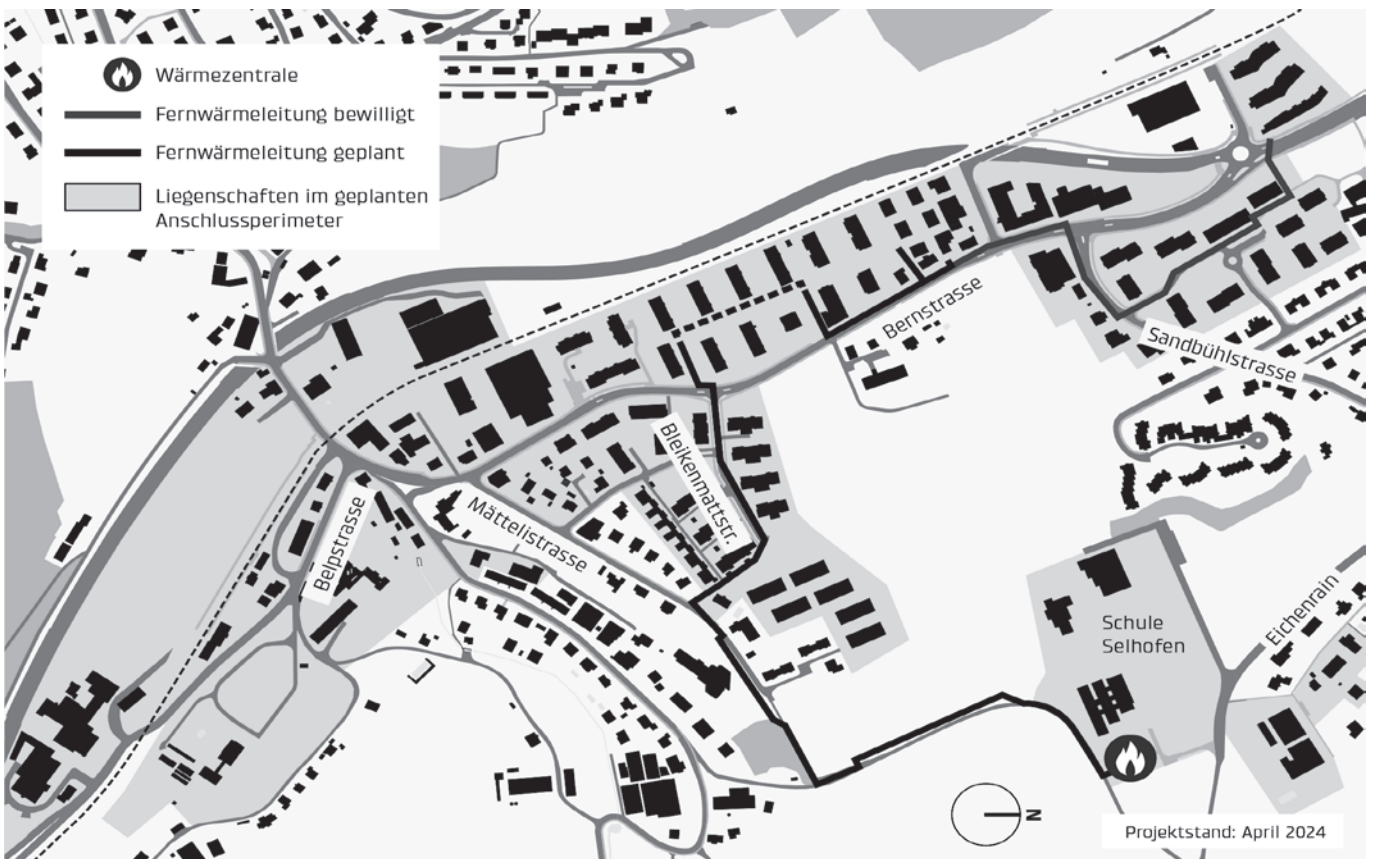 Wärmezentrale
Fernwärmeleitung bewilligt
Fernwärmeleitung geplant
Liegenschaften im geplanten
Anschlussperimeter
Bernstrasse
Sandbühlstrasse
Bleikenmattstr.
Mättelistrasse
Belpstrasse
Schule
Selhofen
Eichenrain
N
Projektstand: April 2024